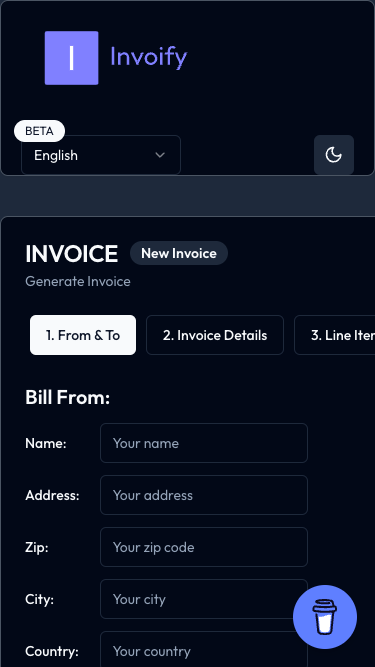 I Invoify
BETA
English
INVOICE New Invoice
Generate Invoice
1. From & To 2. Invoice Details 3. Line Iter
Bill From:
Name: Your name
Address: Your address
Zip: Your zip code
City: Your city
Country: Your country